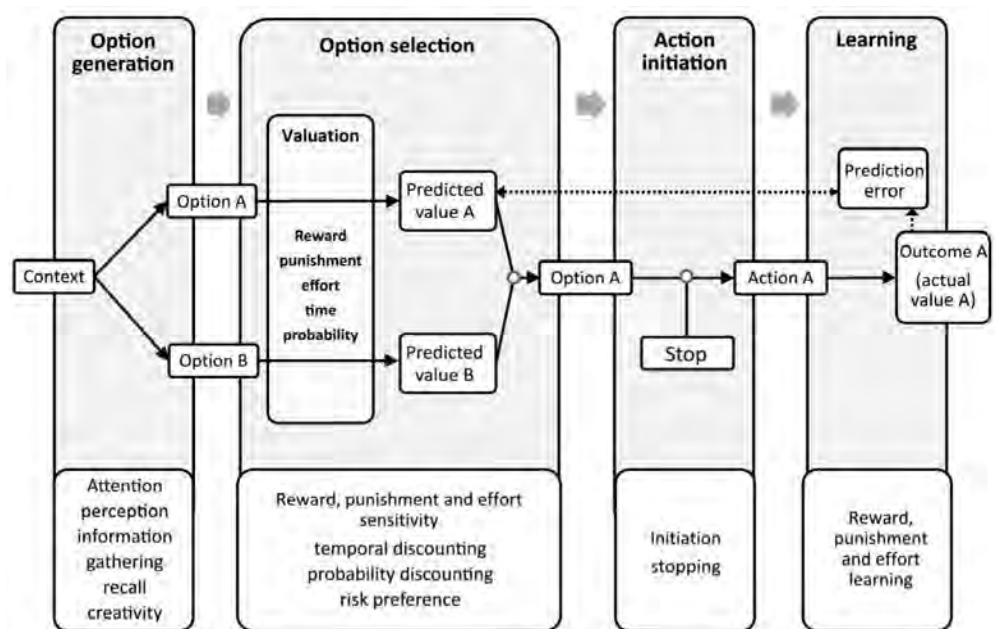 Option
generation
Option selection
Action
initiation
Learning
Valuation
Reward
punishment
effort
time
probability
Context
Option A
Option B
Predicted
value A
Predicted
value B
Option A
Stop
Action A
Prediction
error
Outcome A
(actual
value A)
Attention
perception
information
gathering
recall
creativity
Reward, punishment and effort
sensitivity
temporal discounting
probability discounting
risk preference
Initiation
stopping
Reward,
punishment
and effort
learning